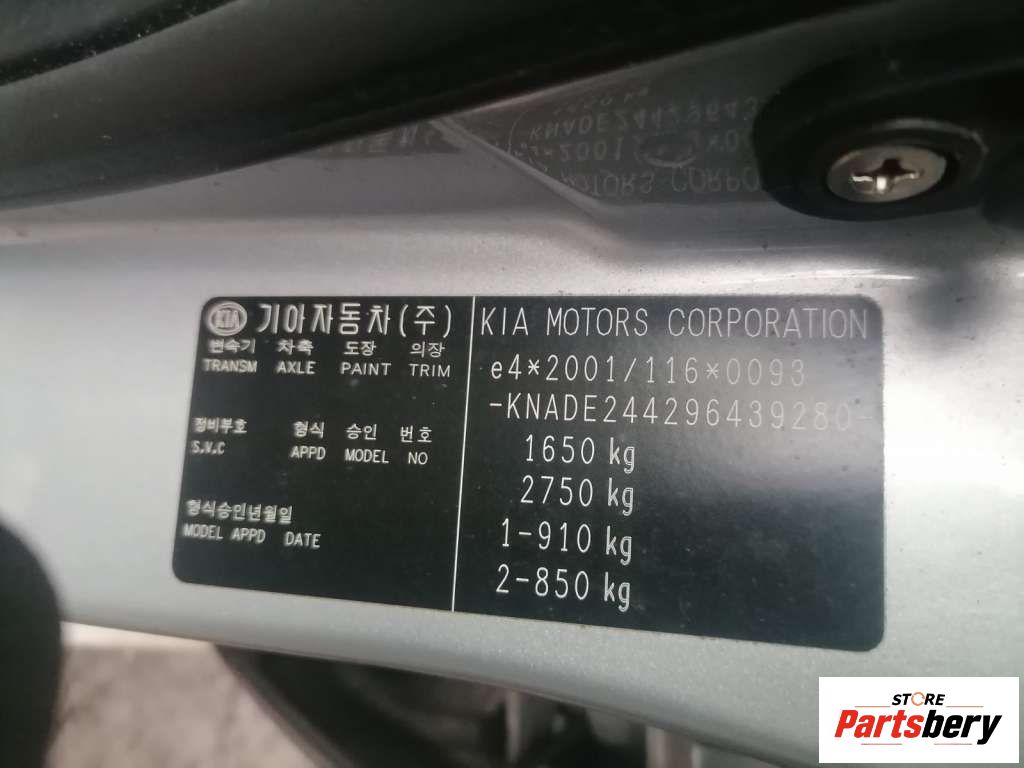 KIA 기아자동차(주)
변속기 차축 도장 의장
TRANSM AXLE PAINT TRIM
정비부호 형식 승인 번호
S.V.C APPD MODEL NO
형식승인년월일
MODEL APPD DATE
KIA MOTORS CORPORATION
e4*2001/116*0093
-KNADE244296439280-
1650 kg
2750 kg
1-910 kg
2-850 kg
STORE
Partsbery